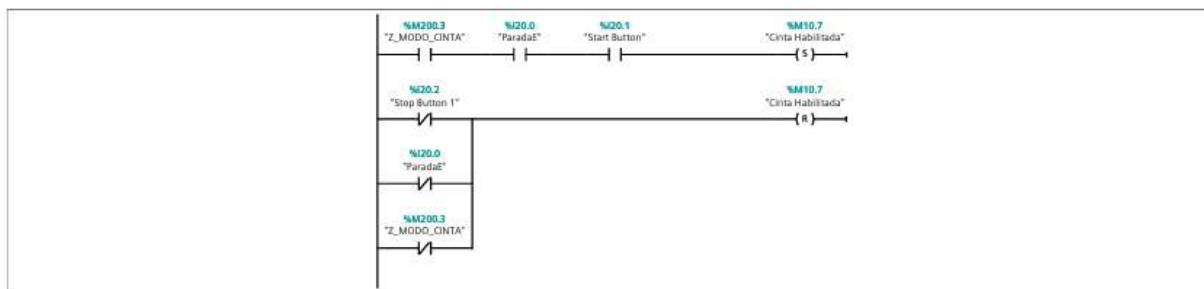 %M200.3 %I20.0 %I20.1 %M10.7
"Z_MODO_CINTA" "ParadaE" "Start Button" "Cinta Habilitada"
S
%I20.2 %M10.7
"Stop Button 1" "Cinta Habilitada"
R
%I20.0
"ParadaE"
%M200.3
"Z_MODO_CINTA"